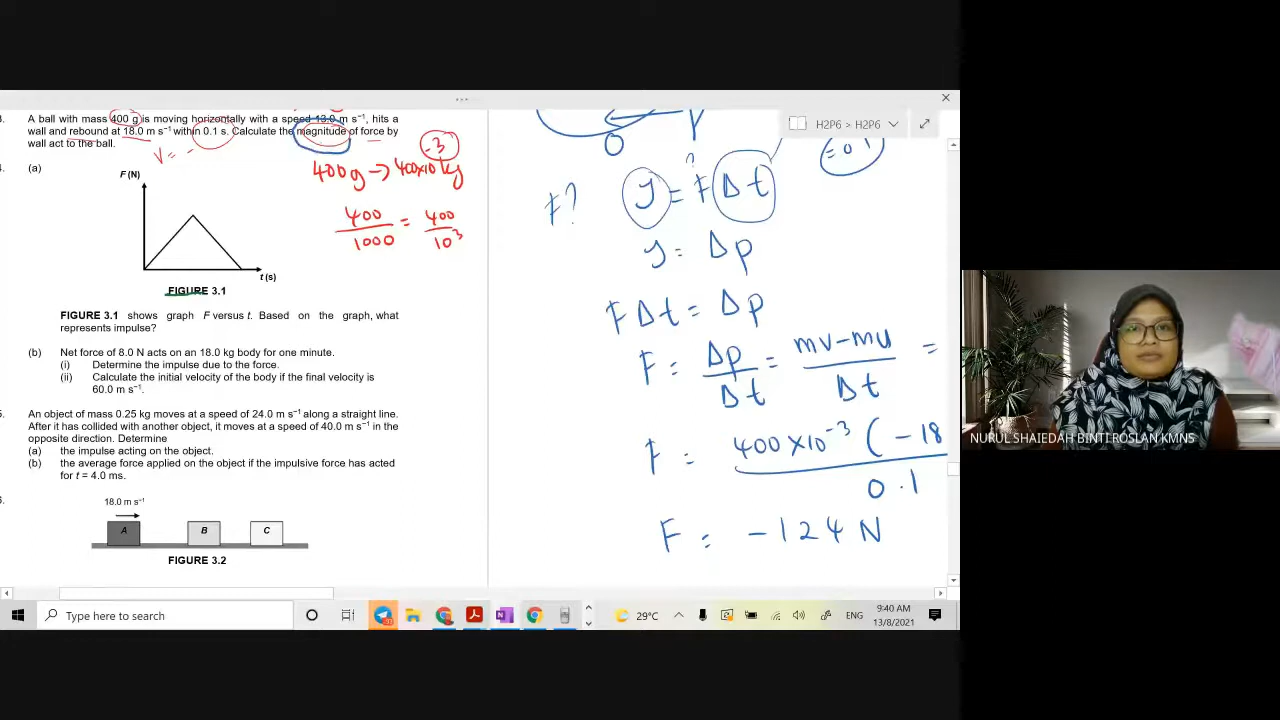 3. A ball with mass 400 g is moving horizontally with a speed 13.0 m s⁻¹, hits a
wall and rebound at 18.0 m s⁻¹ within 0.1 s. Calculate the magnitude of force by
wall act to the ball.
V = -
400g → 400x10⁻³kg
400/1000 = 400/10³
(a)
F (N)
t (s)
FIGURE 3.1
FIGURE 3.1 shows graph F versus t. Based on the graph, what
represents impulse?
(b) Net force of 8.0 N acts on an 18.0 kg body for one minute.
(i) Determine the impulse due to the force.
(ii) Calculate the initial velocity of the body if the final velocity is
60.0 m s⁻¹.
5. An object of mass 0.25 kg moves at a speed of 24.0 m s⁻¹ along a straight line.
After it has collided with another object, it moves at a speed of 40.0 m s⁻¹ in the
opposite direction. Determine
(a) the impulse acting on the object.
(b) the average force applied on the object if the impulsive force has acted
for t = 4.0 ms.
6.
18.0 m s⁻¹
A B C
FIGURE 3.2
H2P6 > H2P6
= 0.1
F?
J = F Δt
?
J = Δp
F Δt = Δp
F = Δp/Δt = mv-mu/Δt =
F = 400x10⁻³ (-18
0.1
F = -124 N
NURUL SHAIEDAH BINTI ROSLAN KMNS
Type here to search
29°C
ENG
9:40 AM
13/8/2021